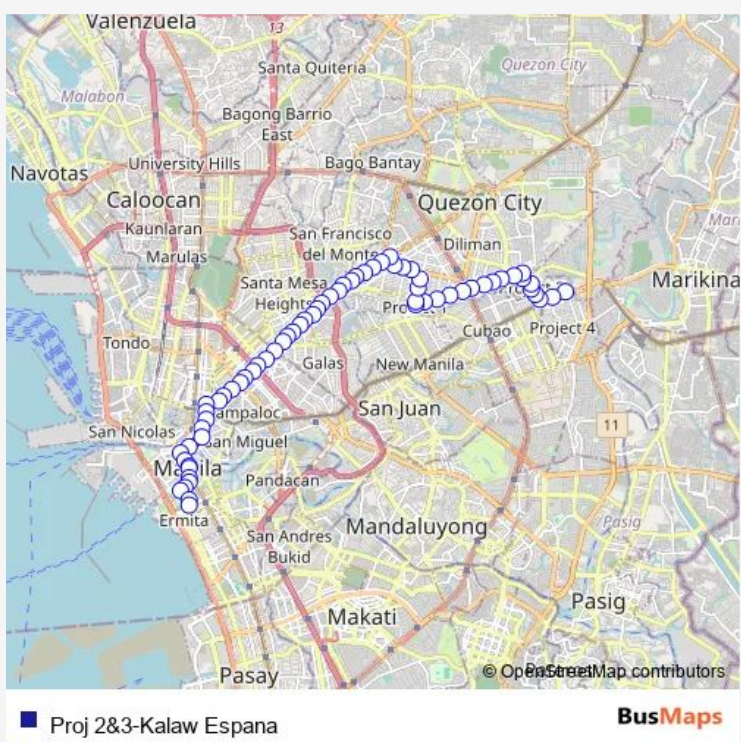 Valenzuela
13
Santa Quiteria
Quezon City
Malabon
Bagong Barrio
East
Navotas
University Hills
Bago Bantay
Caloocan
Quezon City
Kaunlaran
San Francisco
del Monte
Marulas
Diliman
Mari
Santa Mesa
Heights
Marikina
Project
Cubao
Project 4
Tondo
Galas
New Manila
San Juan
ampaloc
San Nicolas
San Miguel
11
Manila
Pandacan
Ermita
San Andres
Bukid
Mandaluyong
Pasig
Pasig
Makati
Pasay
© OpenStreetMap contributors
Proj 2&3-Kalaw Espana
BusMaps